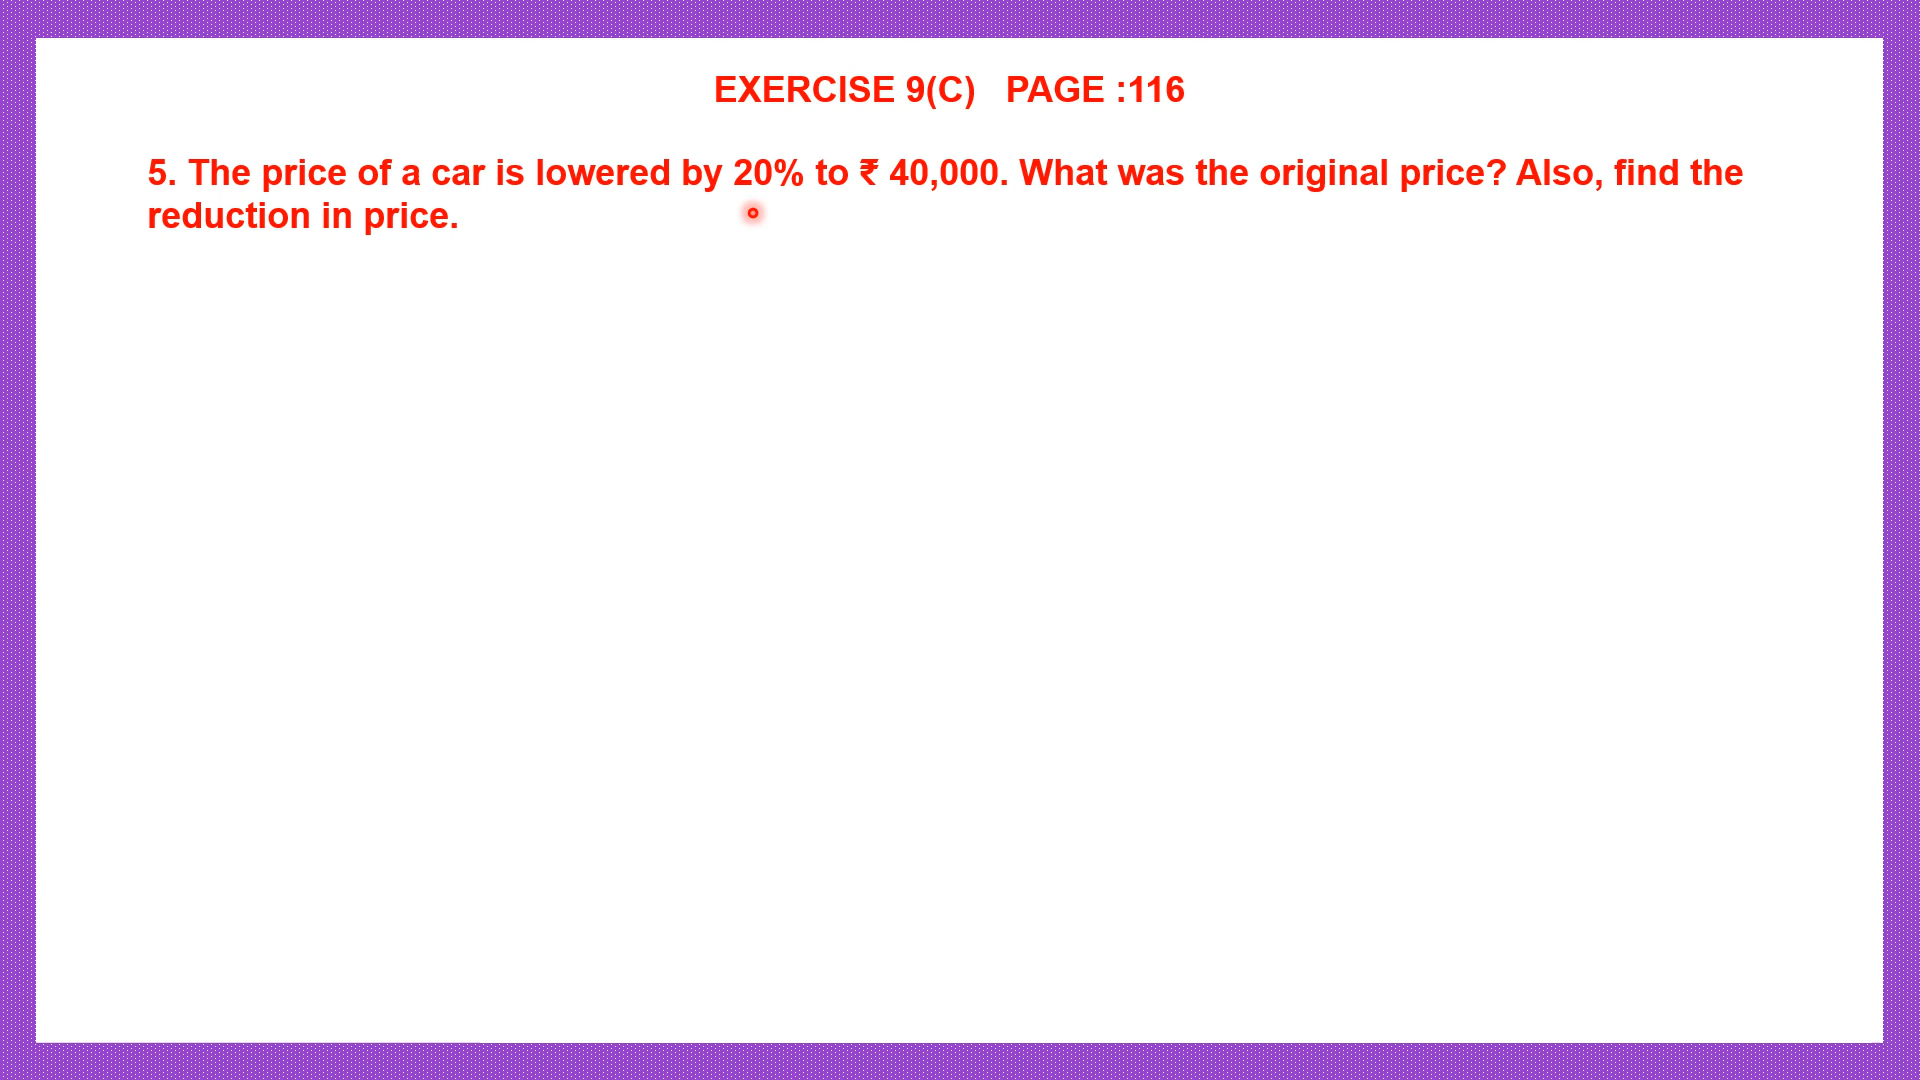 EXERCISE 9(C) PAGE :116
5. The price of a car is lowered by 20% to ₹ 40,000. What was the original price? Also, find the
reduction in price.